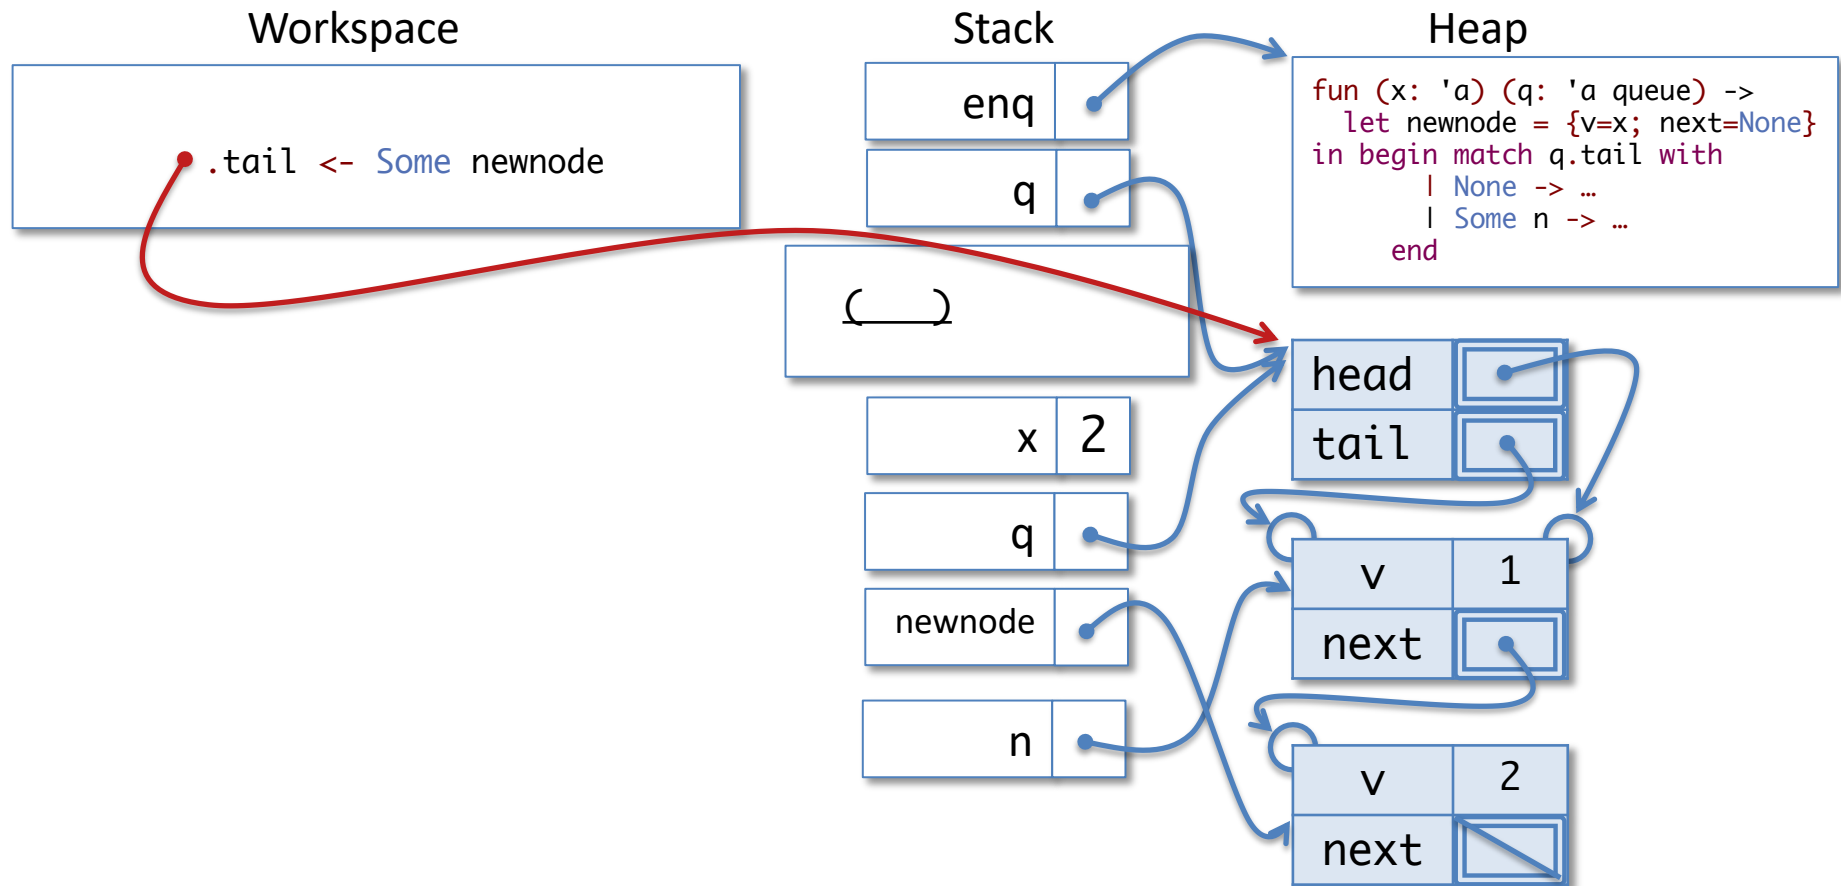 Workspace
Stack
Heap
.tail <- Some newnode
enq
q
(___)
x 2
q
newnode
n
fun (x: 'a) (q: 'a queue) ->
let newnode = {v=x; next=None}
in begin match q.tail with
| None -> …
| Some n -> …
end
head
tail
v 1
next
v 2
next